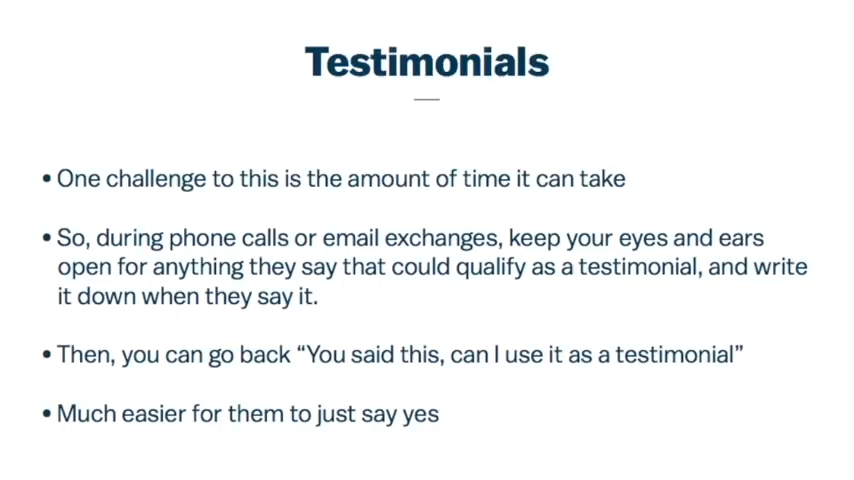 Testimonials
• One challenge to this is the amount of time it can take
• So, during phone calls or email exchanges, keep your eyes and ears
open for anything they say that could qualify as a testimonial, and write
it down when they say it.
• Then, you can go back “You said this, can I use it as a testimonial”
• Much easier for them to just say yes